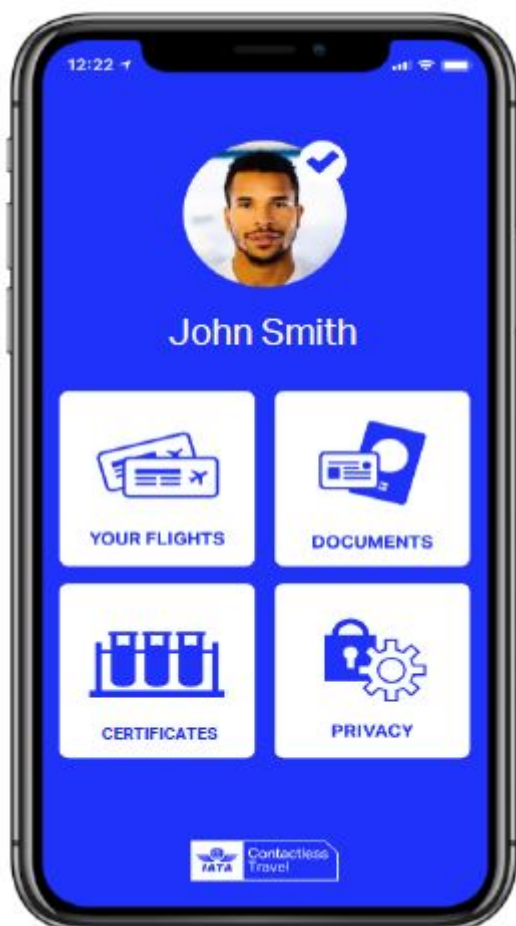 12:22
John Smith
YOUR FLIGHTS
DOCUMENTS
CERTIFICATES
PRIVACY
IATA
Contactless
Travel